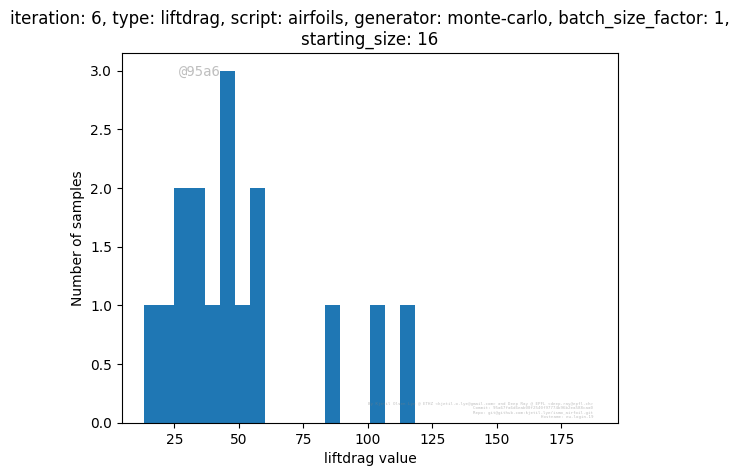 iteration: 6, type: liftdrag, script: airfoils, generator: monte-carlo, batch_size_factor: 1,
starting_size: 16
@95a6
3.0
2.5
2.0
1.5
1.0
0.5
0.0
Number of samples
25 50 75 100 125 150 175
liftdrag value